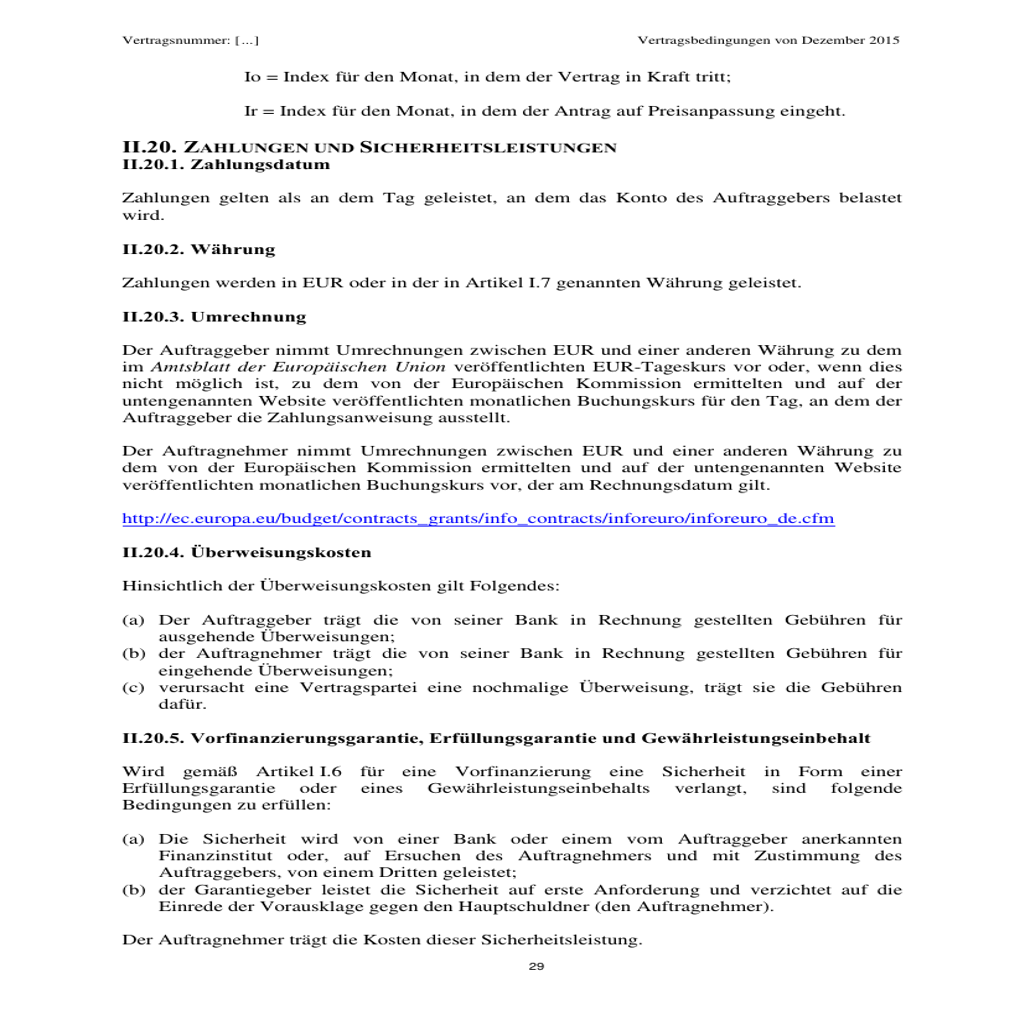 Vertragsnummer: [...]
Vertragsbedingungen von Dezember 2015
Io = Index für den Monat, in dem der Vertrag in Kraft tritt;
Ir = Index für den Monat, in dem der Antrag auf Preisanpassung eingeht.
II.20. ZAHLUNGEN UND SICHERHEITSLEISTUNGEN
II.20.1. Zahlungsdatum
Zahlungen gelten als an dem Tag geleistet, an dem das Konto des Auftraggebers belastet
wird.
II.20.2. Währung
Zahlungen werden in EUR oder in der in Artikel I.7 genannten Währung geleistet.
II.20.3. Umrechnung
Der Auftraggeber nimmt Umrechnungen zwischen EUR und einer anderen Währung zu dem
im Amtsblatt der Europäischen Union veröffentlichten EUR-Tageskurs vor oder, wenn dies
nicht möglich ist, zu dem von der Europäischen Kommission ermittelten und auf der
untengenannten Website veröffentlichten monatlichen Buchungskurs für den Tag, an dem der
Auftraggeber die Zahlungsanweisung ausstellt.
Der Auftragnehmer nimmt Umrechnungen zwischen EUR und einer anderen Währung zu
dem von der Europäischen Kommission ermittelten und auf der untengenannten Website
veröffentlichten monatlichen Buchungskurs vor, der am Rechnungsdatum gilt.
http://ec.europa.eu/budget/contracts_grants/info_contracts/inforeuro/inforeuro_de.cfm
II.20.4. Überweisungskosten
Hinsichtlich der Überweisungskosten gilt Folgendes:
(a) Der Auftraggeber trägt die von seiner Bank in Rechnung gestellten Gebühren für
ausgehende Überweisungen;
(b) der Auftragnehmer trägt die von seiner Bank in Rechnung gestellten Gebühren für
eingehende Überweisungen;
(c) verursacht eine Vertragspartei eine nochmalige Überweisung, trägt sie die Gebühren
dafür.
II.20.5. Vorfinanzierungsgarantie, Erfüllungsgarantie und Gewährleistungseinbehalt
Wird gemäß Artikel I.6 für eine Vorfinanzierung eine Sicherheit in Form einer
Erfüllungsgarantie oder eines Gewährleistungseinbehalts verlangt, sind folgende
Bedingungen zu erfüllen:
(a) Die Sicherheit wird von einer Bank oder einem vom Auftraggeber anerkannten
Finanzinstitut oder, auf Ersuchen des Auftragnehmers und mit Zustimmung des
Auftraggebers, von einem Dritten geleistet;
(b) der Garantiegeber leistet die Sicherheit auf erste Anforderung und verzichtet auf die
Einrede der Vorausklage gegen den Hauptschuldner (den Auftragnehmer).
Der Auftragnehmer trägt die Kosten dieser Sicherheitsleistung.
29